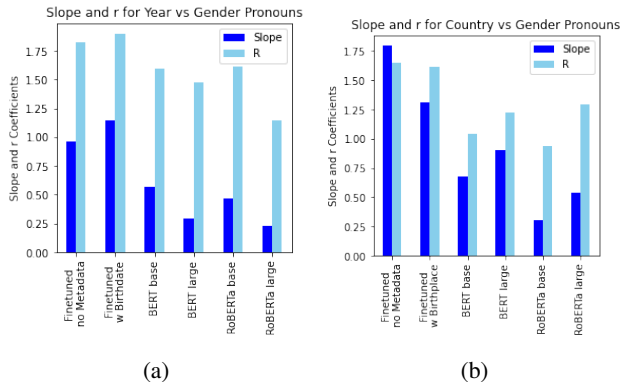 Slope and r for Year vs Gender Pronouns
Slope and r Coefficients
1.75
1.50
1.25
1.00
0.75
0.50
0.25
0.00
Slope
R
Finetuned
no Metadata
Finetuned
w Birthdate
BERT base
BERT large
RoBERTa base
RoBERTa large
(a)
Slope and r for Country vs Gender Pronouns
Slope and r Coefficients
1.75
1.50
1.25
1.00
0.75
0.50
0.25
0.00
Slope
R
Finetuned
no Metadata
Finetuned
w Birthplace
BERT base
BERT large
RoBERTa base
RoBERTa large
(b)